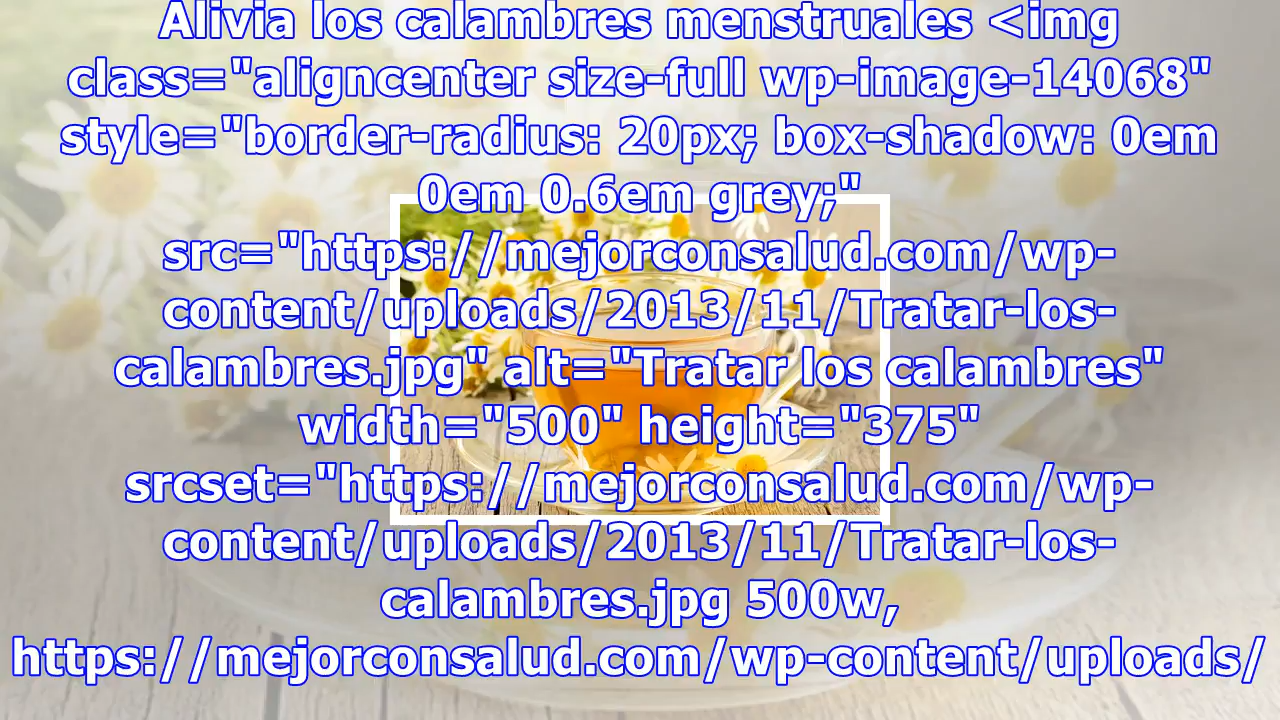 Alivia los calambres menstruales <img
class="aligncenter size-full wp-image-14068"
style="border-radius: 20px; box-shadow: 0em
0em 0.6em grey;"
src="https://mejorconsalud.com/wp-
content/uploads/2013/11/Tratar-los-
calambres.jpg" alt="Tratar los calambres"
width="500" height="375"
srcset="https://mejorconsalud.com/wp-
content/uploads/2013/11/Tratar-los-
calambres.jpg 500w,
https://mejorconsalud.com/wp-content/uploads/